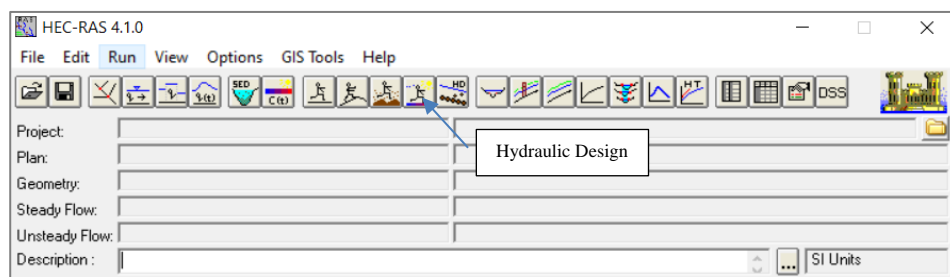 HEC-RAS 4.1.0
File Edit Run View Options GIS Tools Help
SED C(t) HD HT DSS
Project:
Hydraulic Design
Plan:
Geometry:
Steady Flow:
Unsteady Flow:
Description : ... SI Units